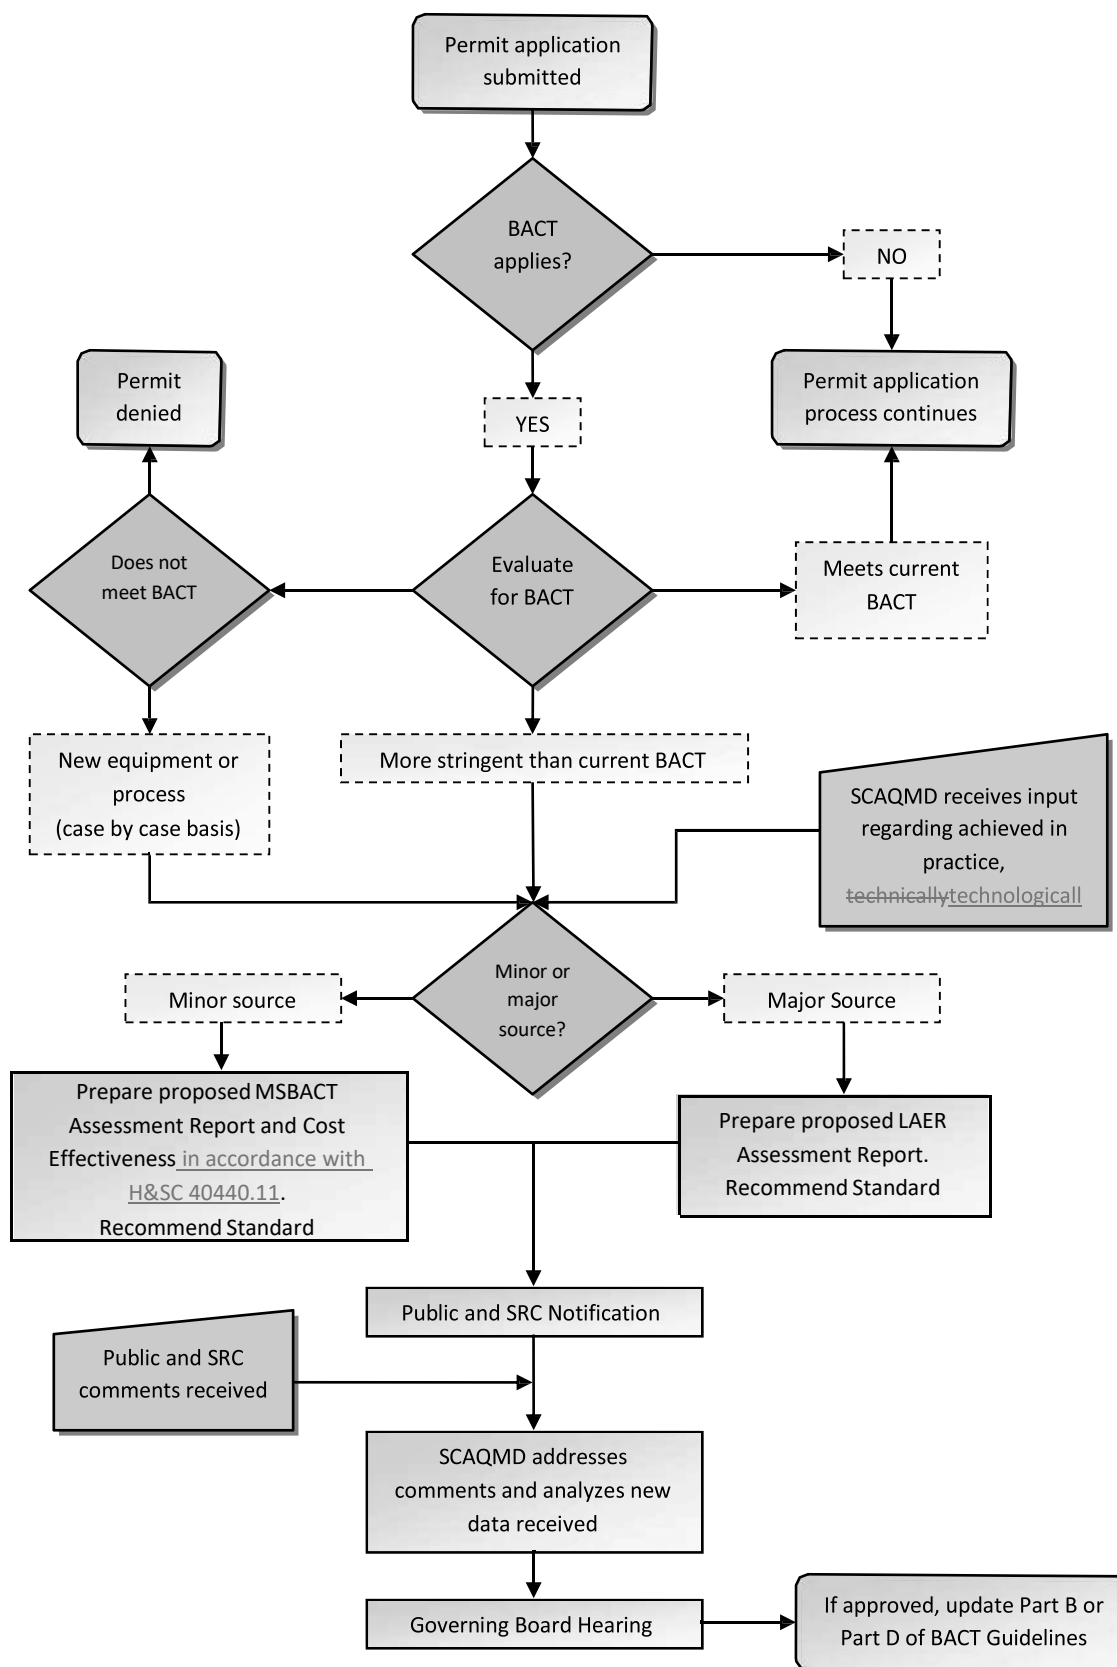 Permit application
submitted
BACT
applies?
NO
Permit
denied
Permit application
process continues
YES
Does not
meet BACT
Evaluate
for BACT
Meets current
BACT
New equipment or
process
(case by case basis)
More stringent than current BACT
SCAQMD receives input
regarding achieved in
practice,
technicallytechnologicall
Minor or
major
source?
Minor source
Major Source
Prepare proposed MSBACT
Assessment Report and Cost
Effectiveness in accordance with
H&SC 40440.11.
Recommend Standard
Prepare proposed LAER
Assessment Report.
Recommend Standard
Public and SRC Notification
Public and SRC
comments received
SCAQMD addresses
comments and analyzes new
data received
Governing Board Hearing
If approved, update Part B or
Part D of BACT Guidelines